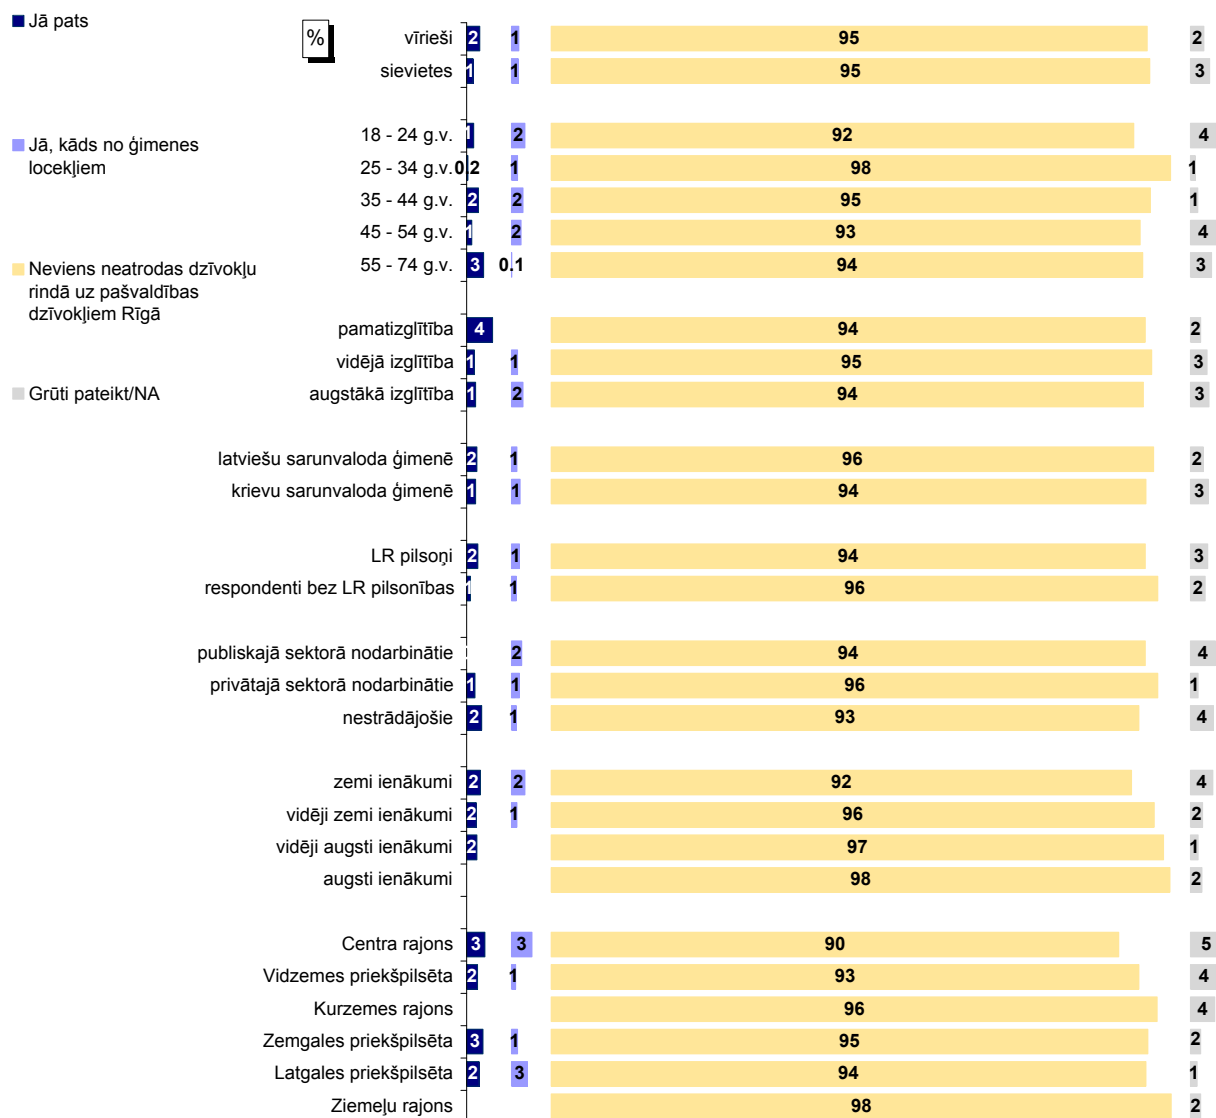 Jā pats
Jā, kāds no ģimenes
locekļiem
Neviens neatrodas dzīvokļu
rindā uz pašvaldības
dzīvokļiem Rīgā
Grūti pateikt/NA
%
vīrieši 2 1 95 2
sievietes 1 1 95 3
18 - 24 g.v. 1 2 92 4
25 - 34 g.v. 0.2 1 98 1
35 - 44 g.v. 2 2 95 1
45 - 54 g.v. 1 2 93 4
55 - 74 g.v. 3 0.1 94 3
pamatizglītība 4 94 2
vidējā izglītība 1 1 95 3
augstākā izglītība 1 2 94 3
latviešu sarunvaloda ģimenē 2 1 96 2
krievu sarunvaloda ģimenē 1 1 94 3
LR pilsoņi 2 1 94 3
respondenti bez LR pilsonības 1 1 96 2
publiskajā sektorā nodarbinātie 2 94 4
privātajā sektorā nodarbinātie 1 1 96 1
nestrādājošie 2 1 93 4
zemi ienākumi 2 2 92 4
vidēji zemi ienākumi 2 1 96 2
vidēji augsti ienākumi 2 97 1
augsti ienākumi 98 2
Centra rajons 3 3 90 5
Vidzemes priekšpilsēta 2 1 93 4
Kurzemes rajons 96 4
Zemgales priekšpilsēta 3 1 95 2
Latgales priekšpilsēta 2 3 94 1
Ziemeļu rajons 98 2